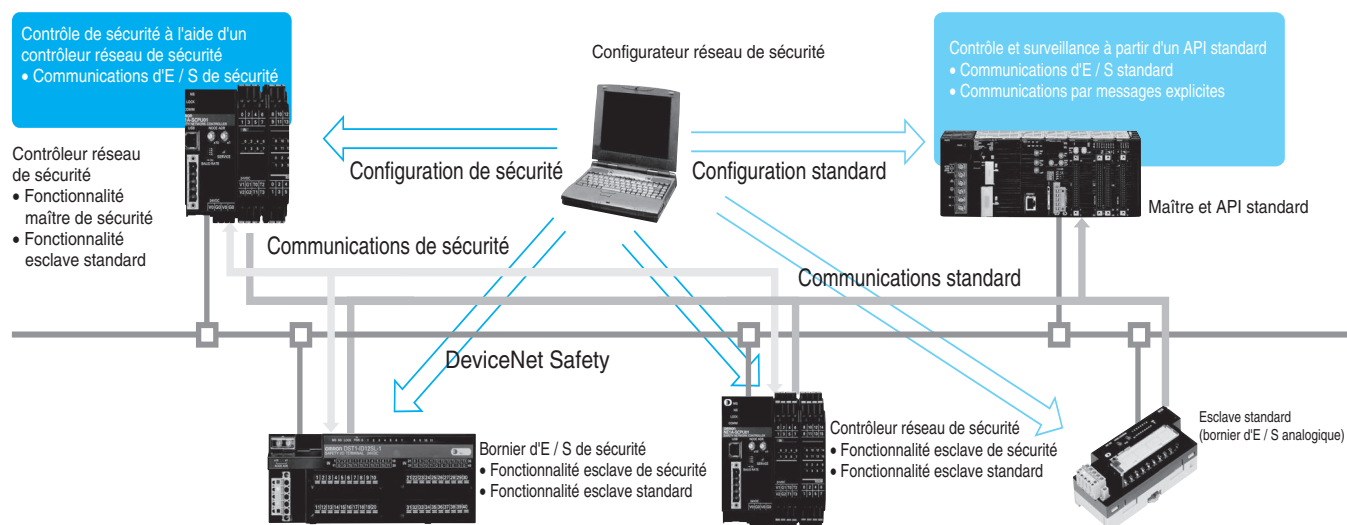 Contrôle de sécurité à l'aide d'un
contrôleur réseau de sécurité
• Communications d'E / S de sécurité
Configurateur réseau de sécurité
Contrôle et surveillance à partir d'un API standard
• Communications d'E / S standard
• Communications par messages explicites
Contrôleur réseau
de sécurité
• Fonctionnalité
maître de sécurité
• Fonctionnalité
esclave standard
Configuration de sécurité
Configuration standard
Maître et API standard
Communications de sécurité
Communications standard
DeviceNet Safety
Bornier d'E / S de sécurité
• Fonctionnalité esclave de sécurité
• Fonctionnalité esclave standard
Contrôleur réseau de sécurité
• Fonctionnalité esclave de sécurité
• Fonctionnalité esclave standard
Esclave standard
(bornier d'E / S analogique)